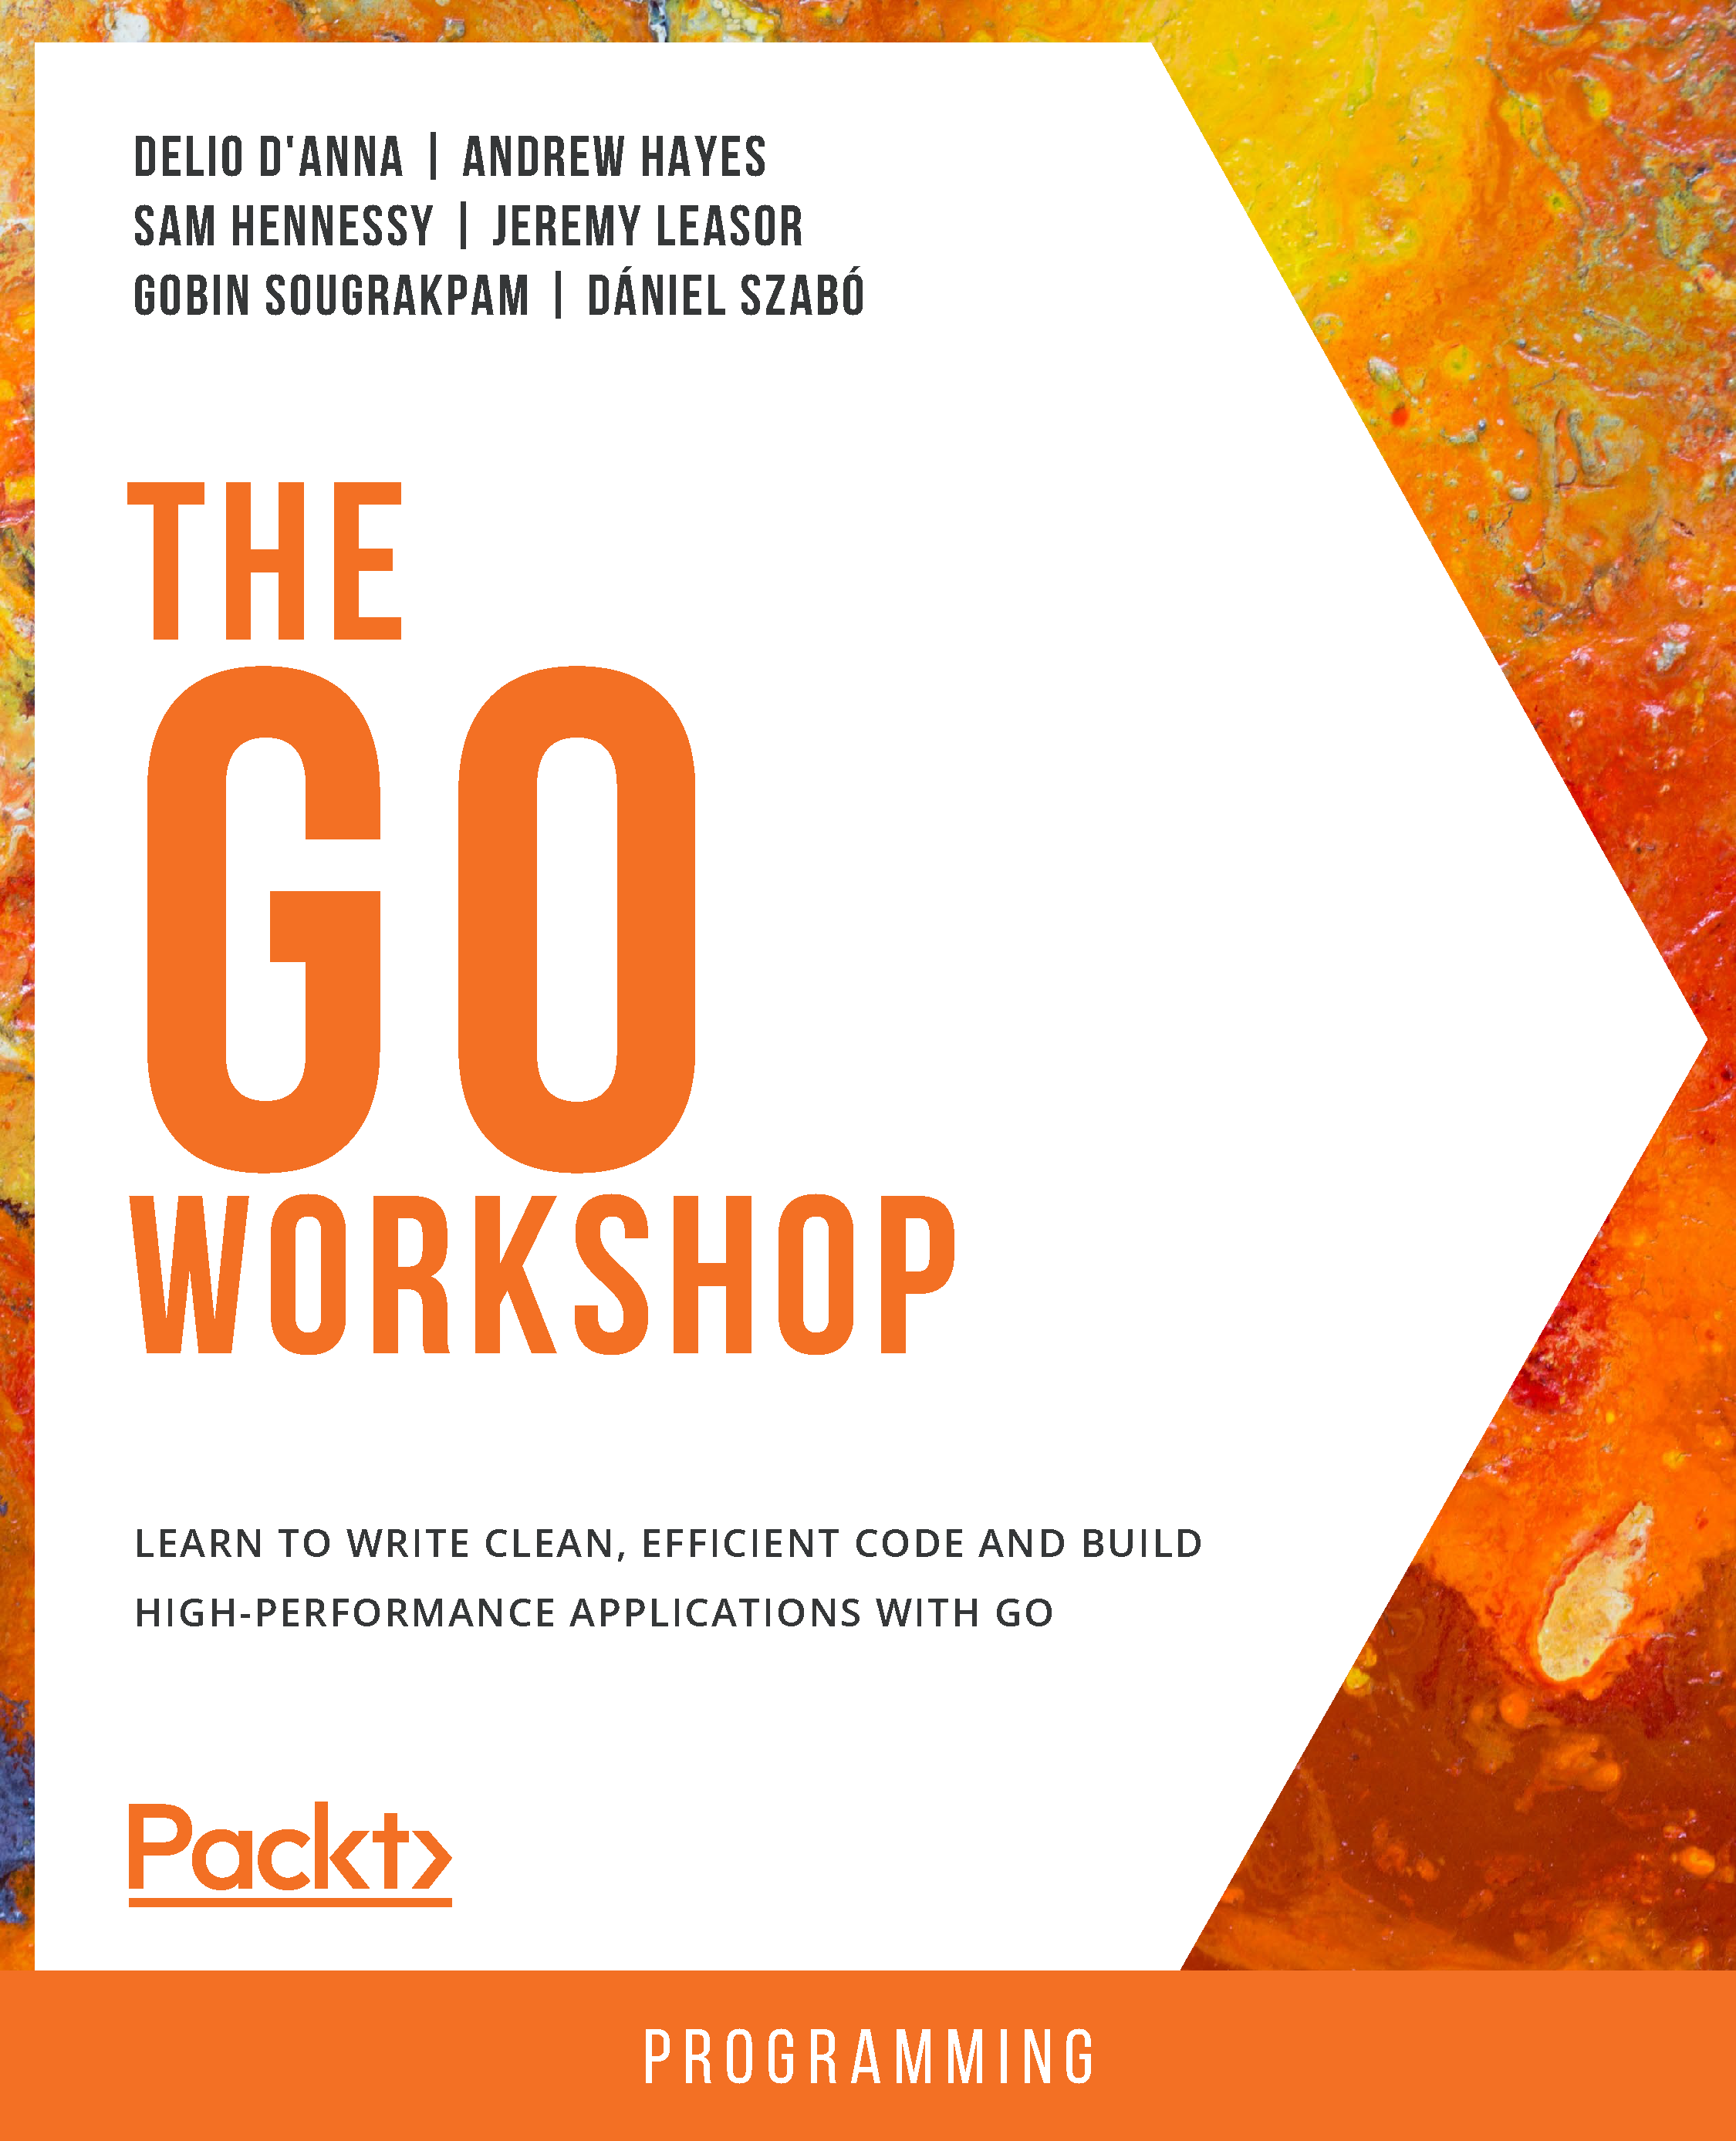 DELIO D'ANNA | ANDREW HAYES
SAM HENNESSY | JEREMY LEASOR
GOBIN SOUGRAKPAM | DÁNIEL SZABÓ
THE
GO
WORKSHOP
LEARN TO WRITE CLEAN, EFFICIENT CODE AND BUILD
HIGH-PERFORMANCE APPLICATIONS WITH GO
Packt>
PROGRAMMING